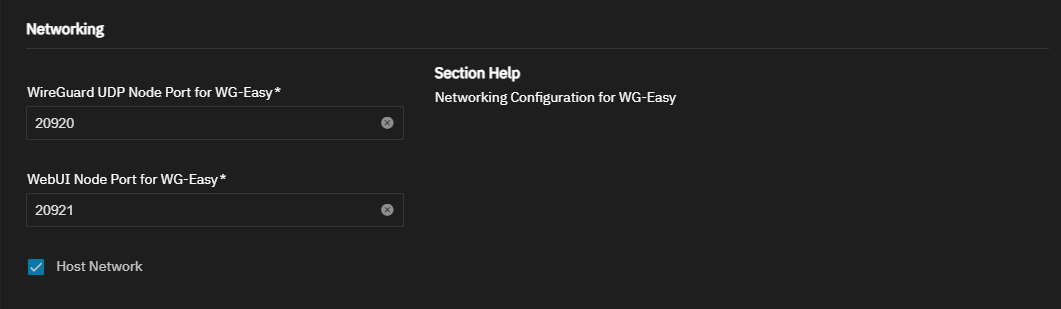 Networking
Section Help
Networking Configuration for WG-Easy
WireGuard UDP Node Port for WG-Easy*
20920
WebUI Node Port for WG-Easy*
20921
Host Network